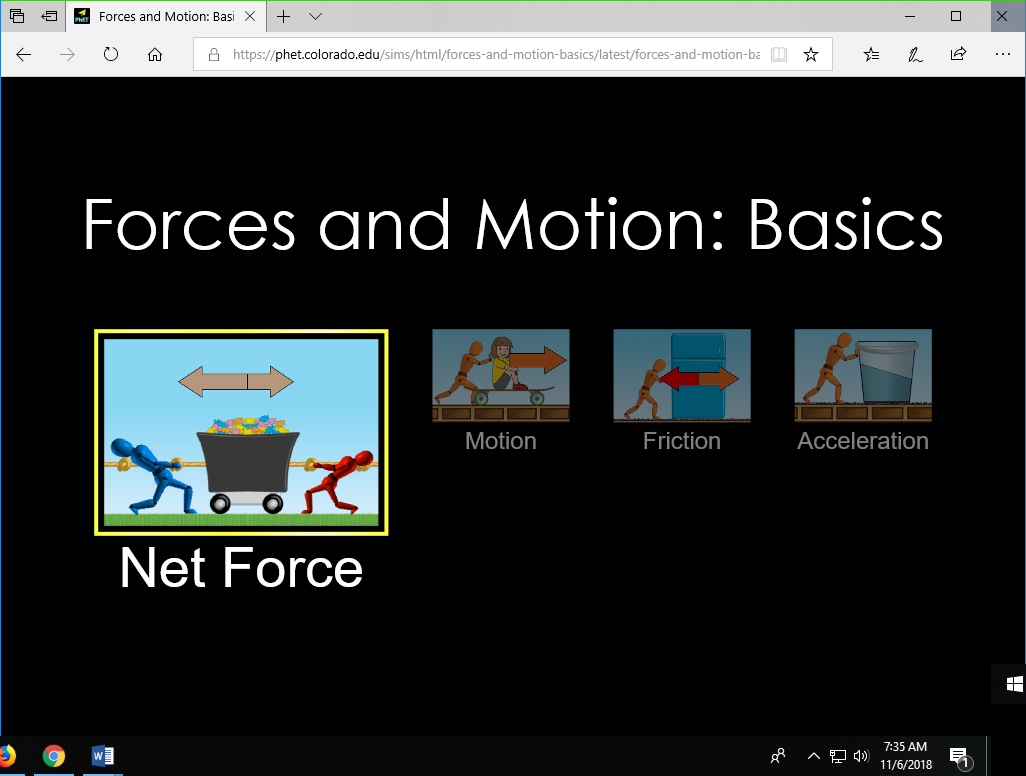 Forces and Motion: Basi
https://phet.colorado.edu/sims/html/forces-and-motion-basics/latest/forces-and-motion-ba
Forces and Motion: Basics
Net Force
Motion
Friction
Acceleration
7:35 AM
11/6/2018
1